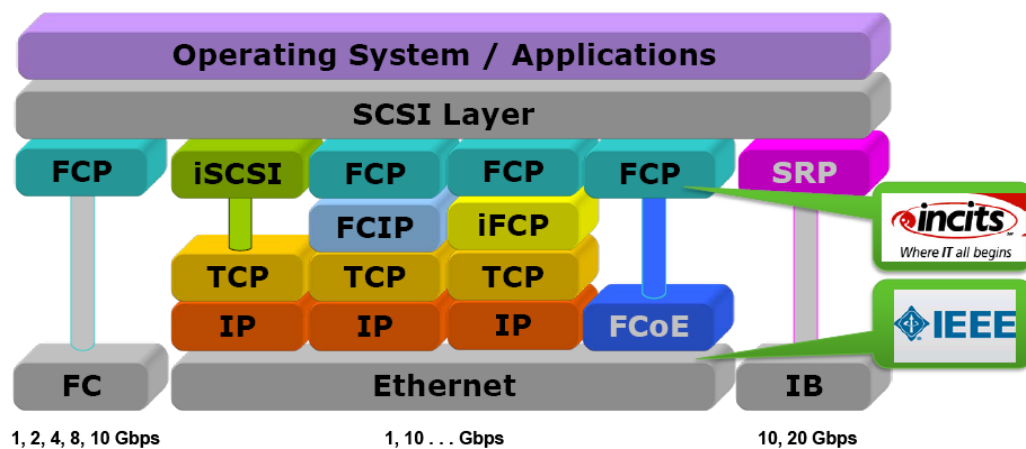 Operating System / Applications
SCSI Layer
FCP iSCSI FCP FCP FCP SRP
FCIP iFCP
TCP TCP TCP
IP IP IP FCoE
FC Ethernet IB
1, 2, 4, 8, 10 Gbps 1, 10 . . . Gbps 10, 20 Gbps
incits
Where IT all begins
IEEE